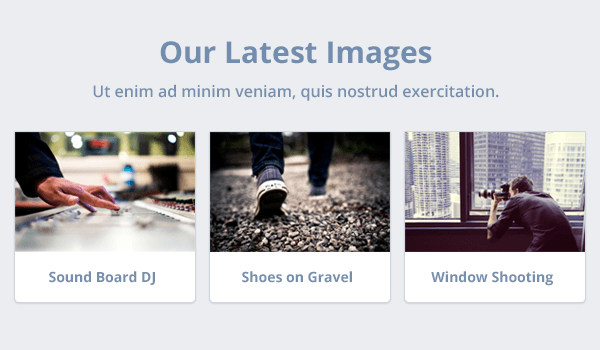 Our Latest Images
Ut enim ad minim veniam, quis nostrud exercitation.
Sound Board DJ
Shoes on Gravel
Window Shooting